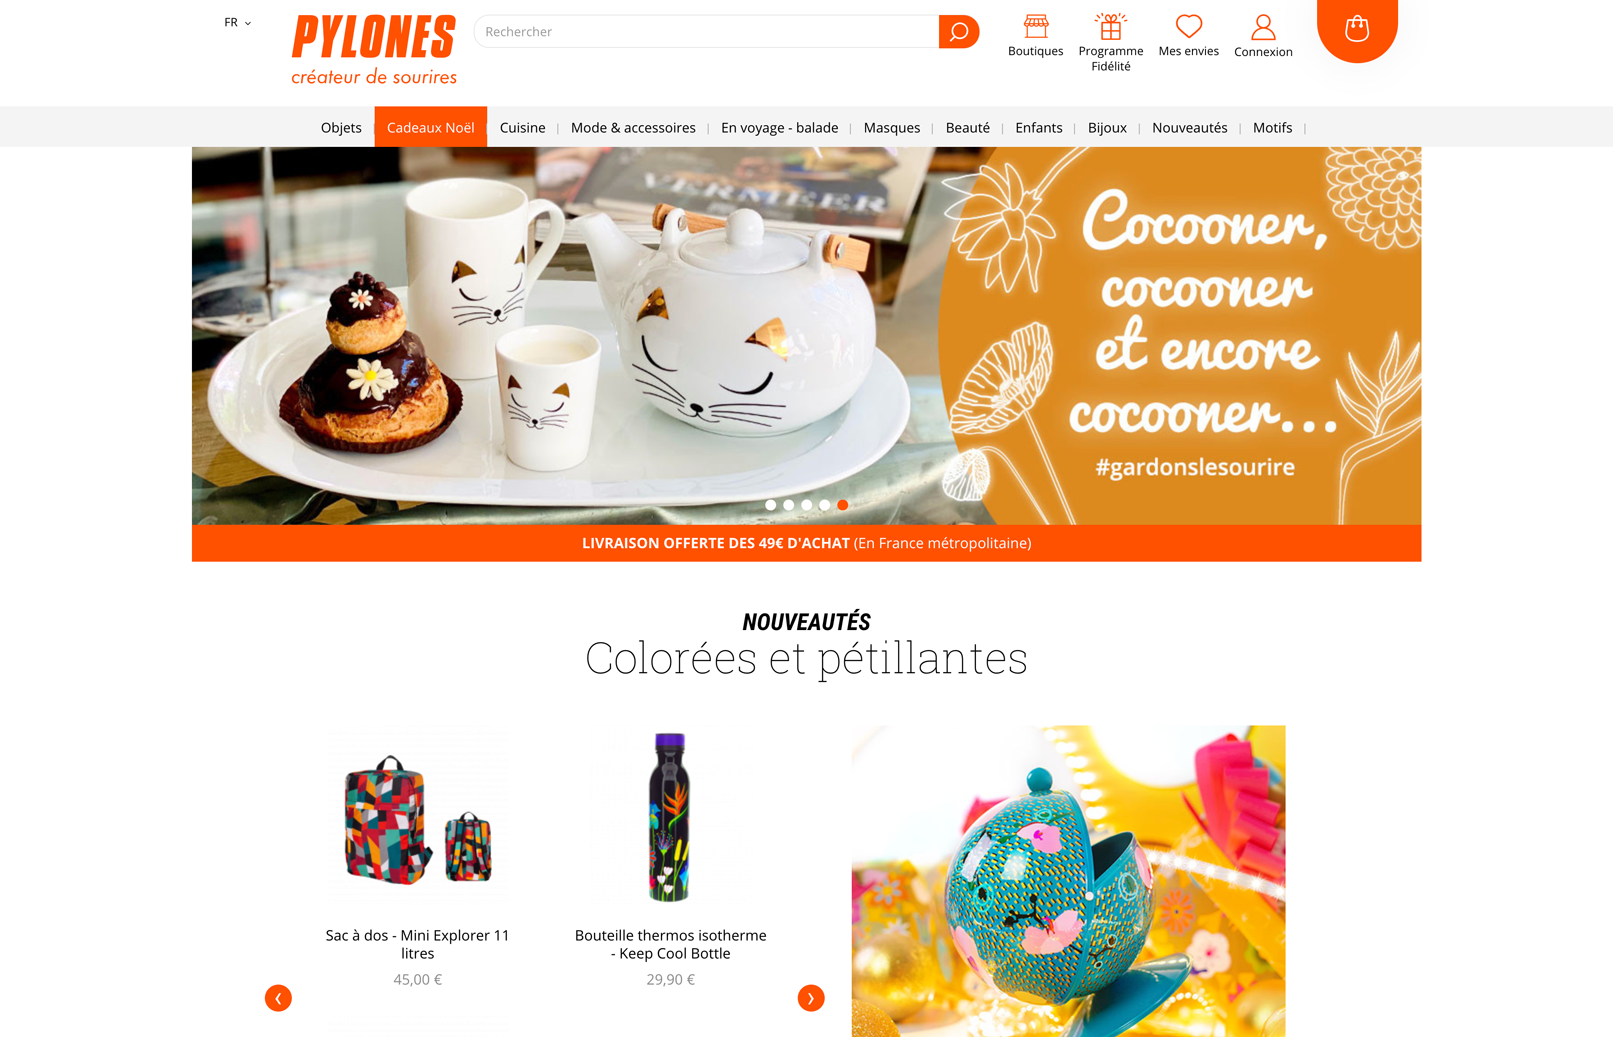 FR
PYLONES
créateur de sourires
Rechercher
Boutiques
Programme
Fidélité
Mes envies
Connexion
Objets
Cadeaux Noël
Cuisine
Mode & accessoires
En voyage - balade
Masques
Beauté
Enfants
Bijoux
Nouveautés
Motifs
VERMEER
Cocooner,
cocooner
et encore
cocooner...
#gardonslesourire
LIVRAISON OFFERTE DES 49€ D'ACHAT (En France métropolitaine)
NOUVEAUTÉS
Colorées et pétillantes
Sac à dos - Mini Explorer 11
litres
45,00 €
Bouteille thermos isotherme
- Keep Cool Bottle
29,90 €